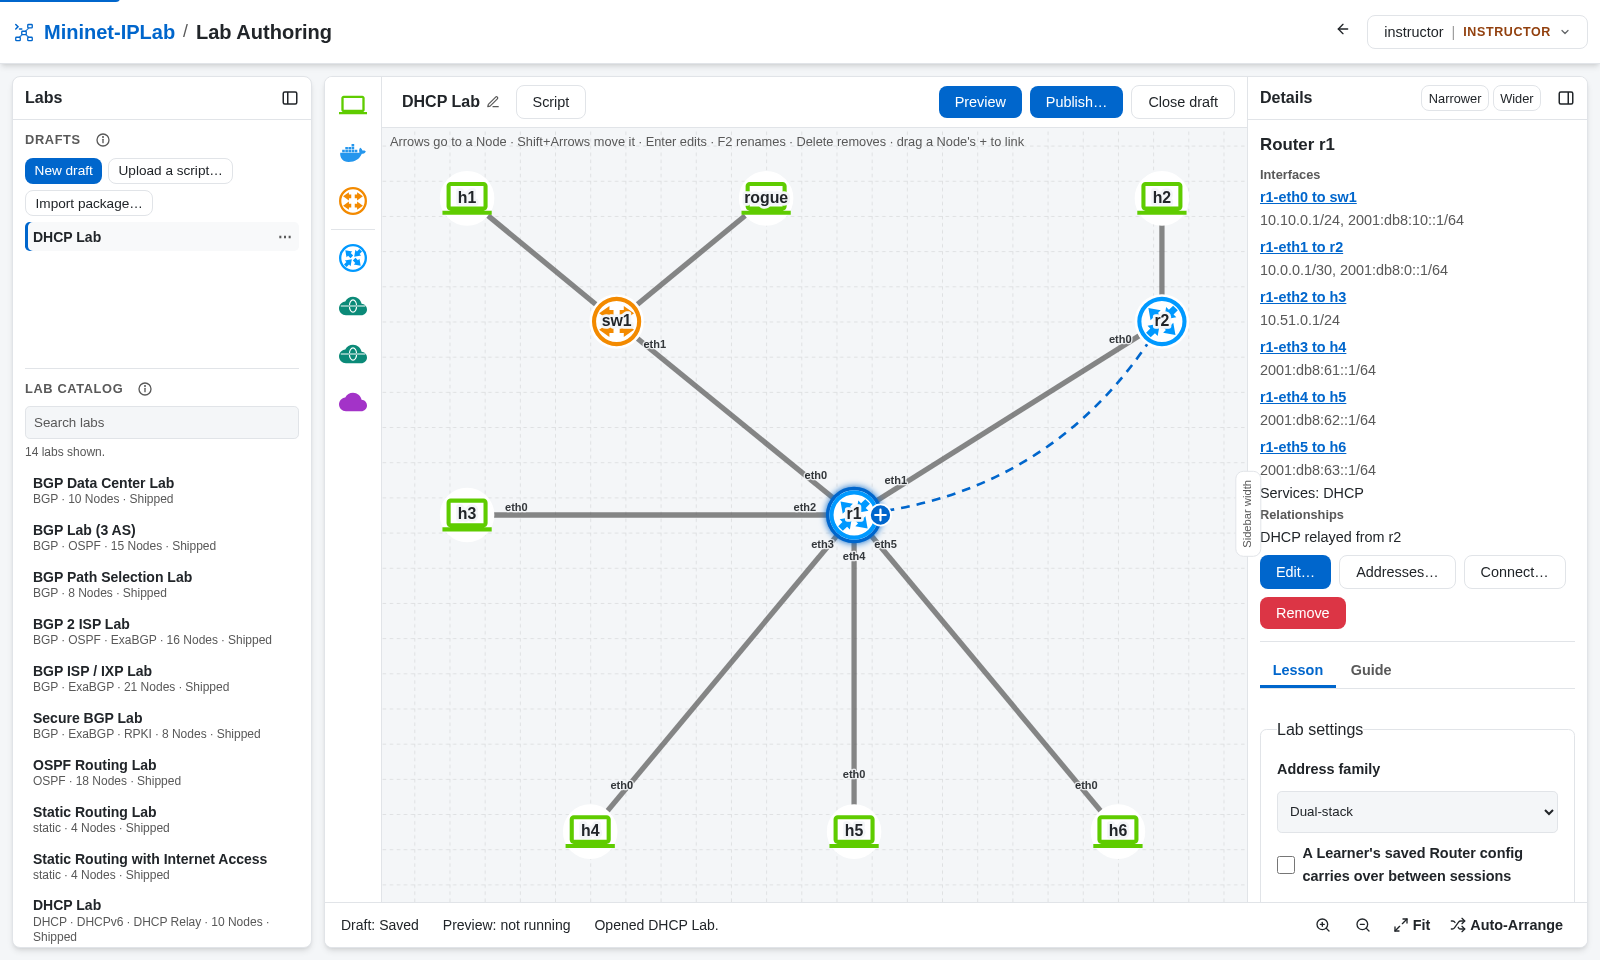 Mininet-IPLab / Lab Authoring
instructor | INSTRUCTOR
Labs
DRAFTS
New draft
Upload a script…
Import package…
DHCP Lab
LAB CATALOG
Search labs
14 labs shown.
BGP Data Center Lab
BGP · 10 Nodes · Shipped
BGP Lab (3 AS)
BGP · OSPF · 15 Nodes · Shipped
BGP Path Selection Lab
BGP · 8 Nodes · Shipped
BGP 2 ISP Lab
BGP · OSPF · ExaBGP · 16 Nodes · Shipped
BGP ISP / IXP Lab
BGP · ExaBGP · 21 Nodes · Shipped
Secure BGP Lab
BGP · ExaBGP · RPKI · 8 Nodes · Shipped
OSPF Routing Lab
OSPF · 18 Nodes · Shipped
Static Routing Lab
static · 4 Nodes · Shipped
Static Routing with Internet Access
static · 4 Nodes · Shipped
DHCP Lab
DHCP · DHCPv6 · DHCP Relay · 10 Nodes ·
Shipped
DHCP Lab
Script
Preview
Publish…
Close draft
Arrows go to a Node · Shift+Arrows move it · Enter edits · F2 renames · Delete removes · drag a Node's + to link
h1
rogue
h2
sw1
r2
eth1
eth0
eth0
eth1
h3
eth0
eth2
r1
eth3
eth4
eth5
eth0
eth0
eth0
h4
h5
h6
Draft: Saved
Preview: not running
Opened DHCP Lab.
Fit
Auto-Arrange
Details
Narrower
Wider
Sidebar width
Router r1
Interfaces
r1-eth0 to sw1
10.10.0.1/24, 2001:db8:10::1/64
r1-eth1 to r2
10.0.0.1/30, 2001:db8:0::1/64
r1-eth2 to h3
10.51.0.1/24
r1-eth3 to h4
2001:db8:61::1/64
r1-eth4 to h5
2001:db8:62::1/64
r1-eth5 to h6
2001:db8:63::1/64
Services: DHCP
Relationships
DHCP relayed from r2
Edit…
Addresses…
Connect…
Remove
Lesson
Guide
Lab settings
Address family
Dual-stack
A Learner's saved Router config
carries over between sessions